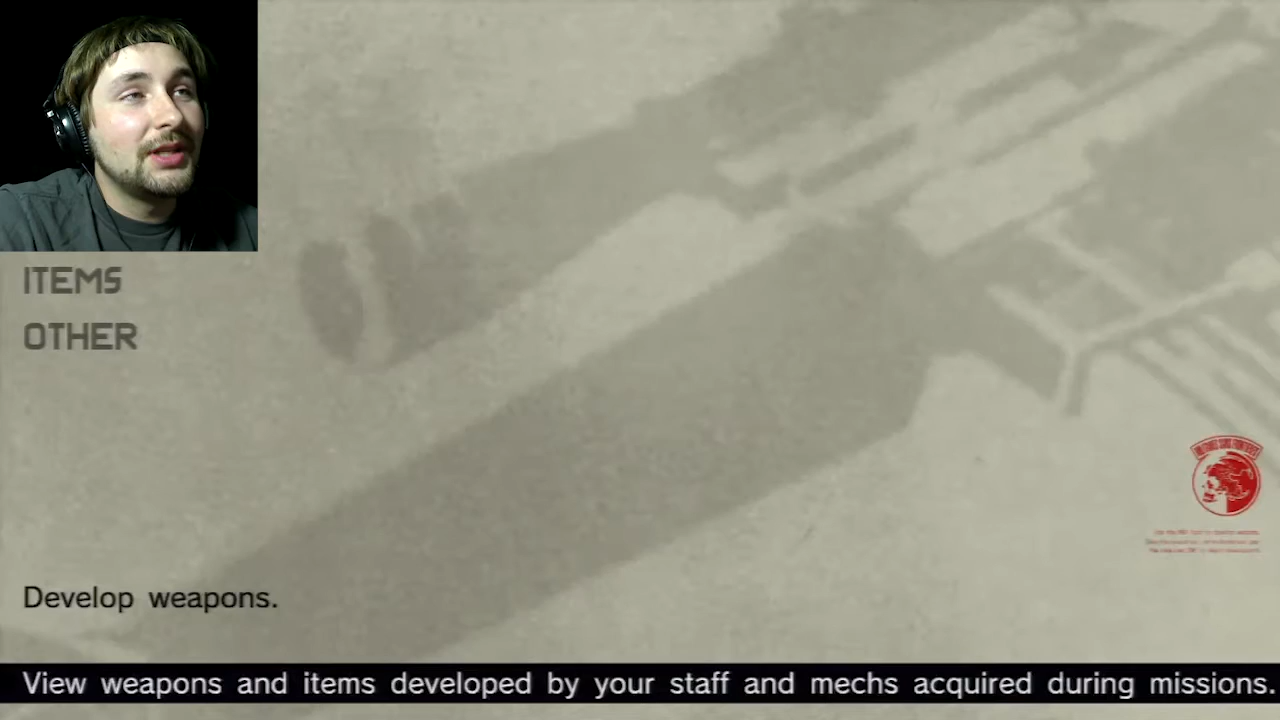 ITEMS
OTHER
Develop weapons.
View weapons and items developed by your staff and mechs acquired during missions.